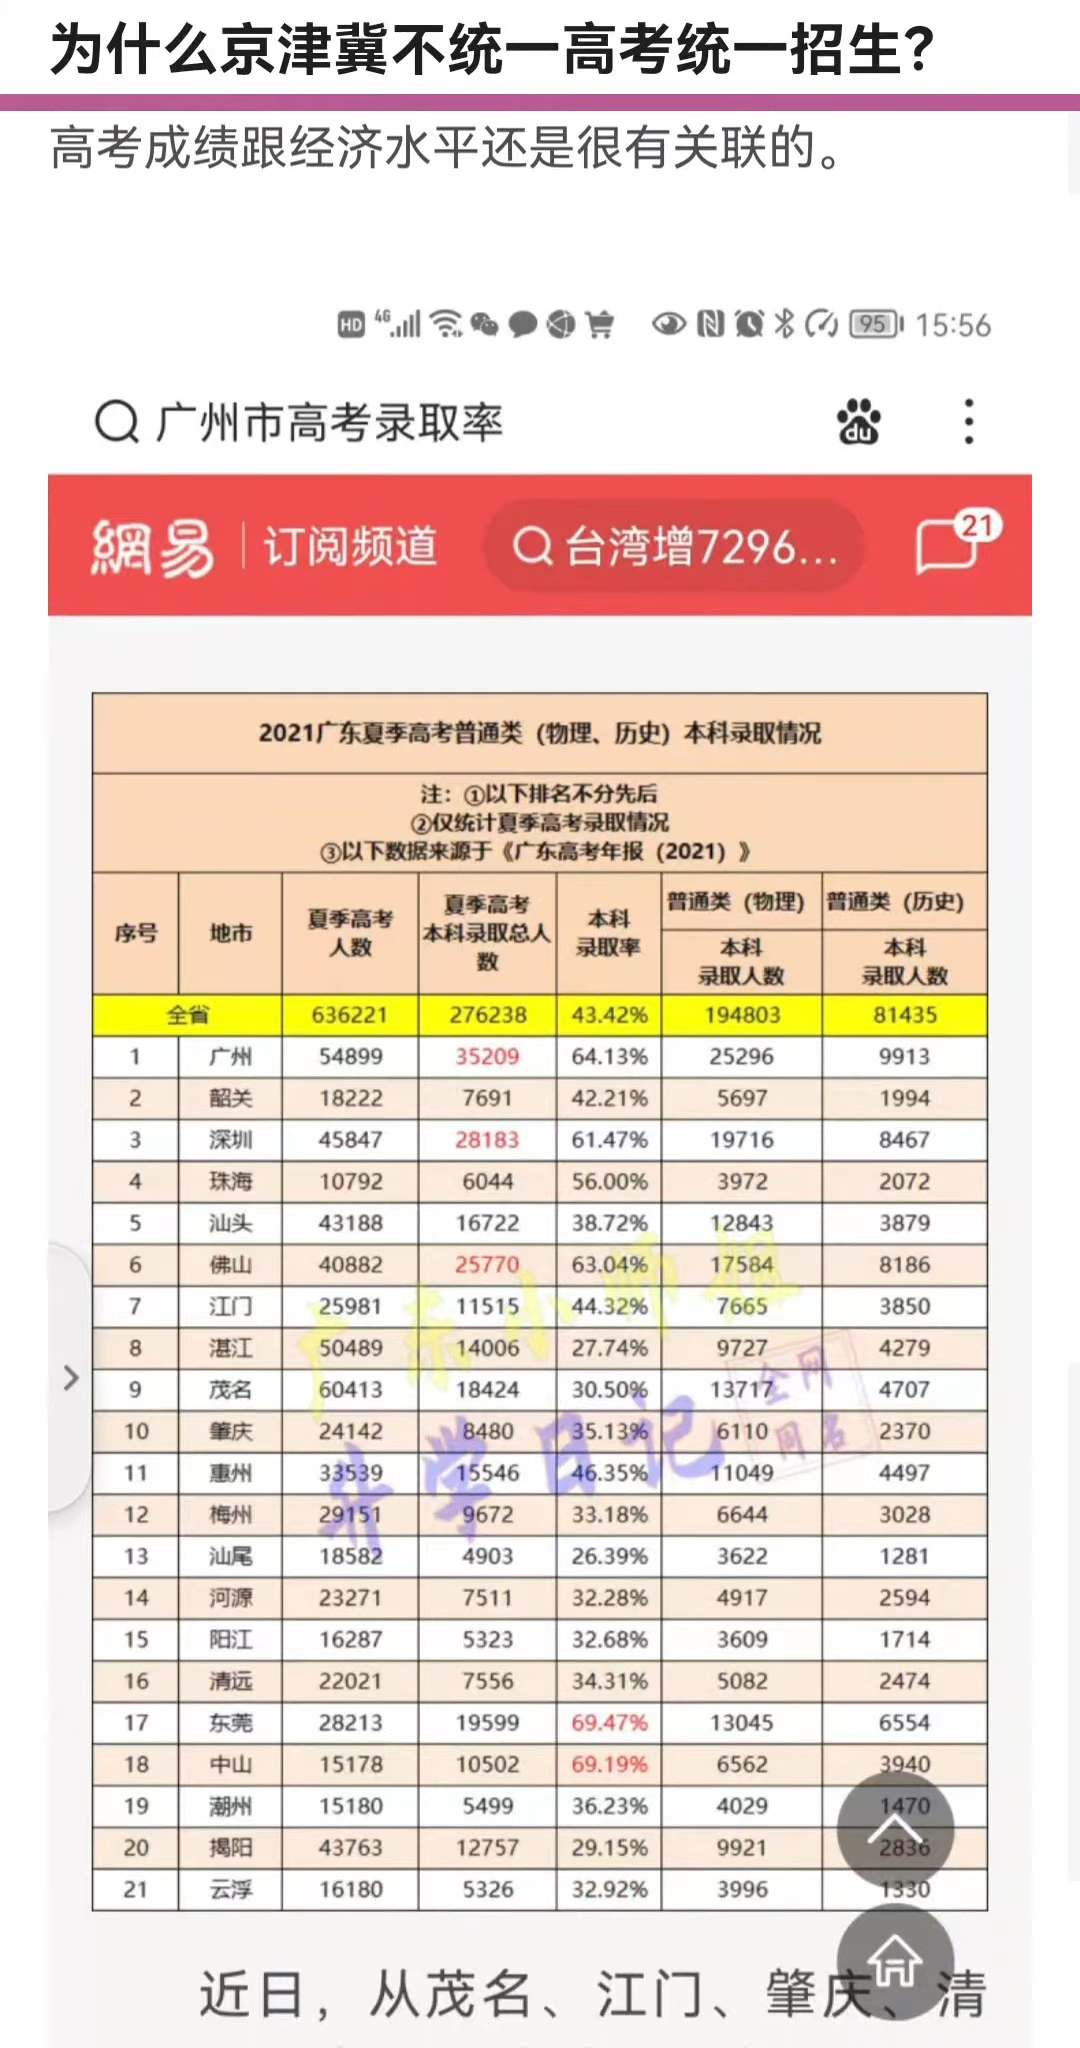 为什么京津冀不统一高考统一招生?
高考成绩跟经济水平还是很有关联的。
HD 4G 95 15:56
广州市高考录取率 du
網易 订阅频道 台湾增7296... 21
2021广东夏季高考普通类（物理、历史）本科录取情况
注：①以下排名不分先后
②仅统计夏季高考录取情况
③以下数据来源于《广东高考年报（2021）》
序号 地市 夏季高考人数 夏季高考本科录取总人数 本科录取率 普通类（物理） 普通类（历史）
本科录取人数 本科录取人数
全省 636221 276238 43.42% 194803 81435
1 广州 54899 35209 64.13% 25296 9913
2 韶关 18222 7691 42.21% 5697 1994
3 深圳 45847 28183 61.47% 19716 8467
4 珠海 10792 6044 56.00% 3972 2072
5 汕头 43188 16722 38.72% 12843 3879
6 佛山 40882 25770 63.04% 17584 8186
7 江门 25981 11515 44.32% 7665 3850
8 湛江 50489 14006 27.74% 9727 4279
9 茂名 60413 18424 30.50% 13717 4707
10 肇庆 24142 8480 35.13% 6110 2370
11 惠州 33539 15546 46.35% 11049 4497
12 梅州 29151 9672 33.18% 6644 3028
13 汕尾 18582 4903 26.39% 3622 1281
14 河源 23271 7511 32.28% 4917 2594
15 阳江 16287 5323 32.68% 3609 1714
16 清远 22021 7556 34.31% 5082 2474
17 东莞 28213 19599 69.47% 13045 6554
18 中山 15178 10502 69.19% 6562 3940
19 潮州 15180 5499 36.23% 4029 1470
20 揭阳 43763 12757 29.15% 9921 2836
21 云浮 16180 5326 32.92% 3996 1330
广东小师姐
升学日记
全网
同名
近日，从茂名、江门、肇庆、清